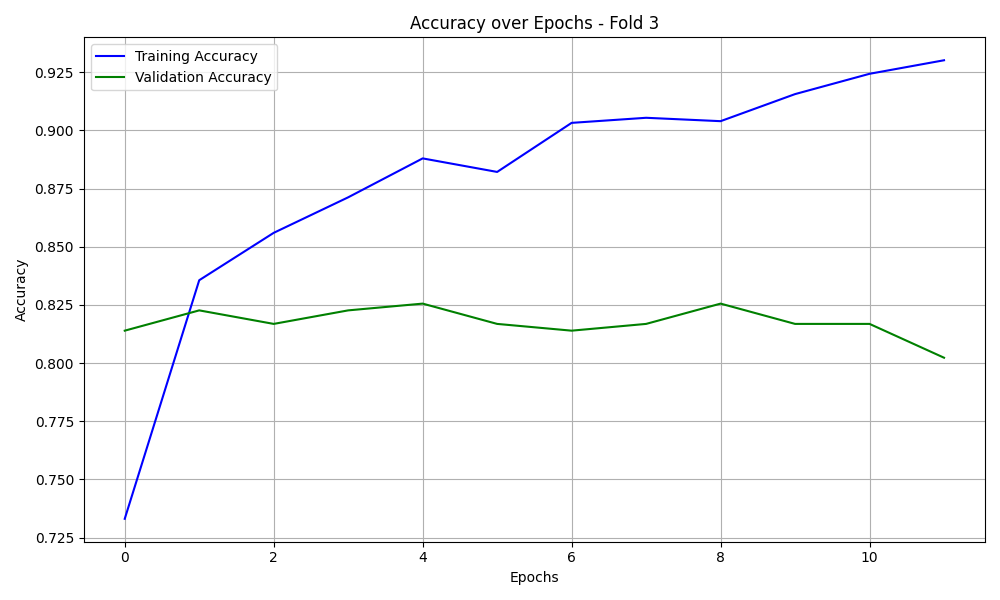 Accuracy over Epochs - Fold 3
Training Accuracy
Validation Accuracy
Accuracy
0.925
0.900
0.875
0.850
0.825
0.800
0.775
0.750
0.725
0 2 4 6 8 10
Epochs